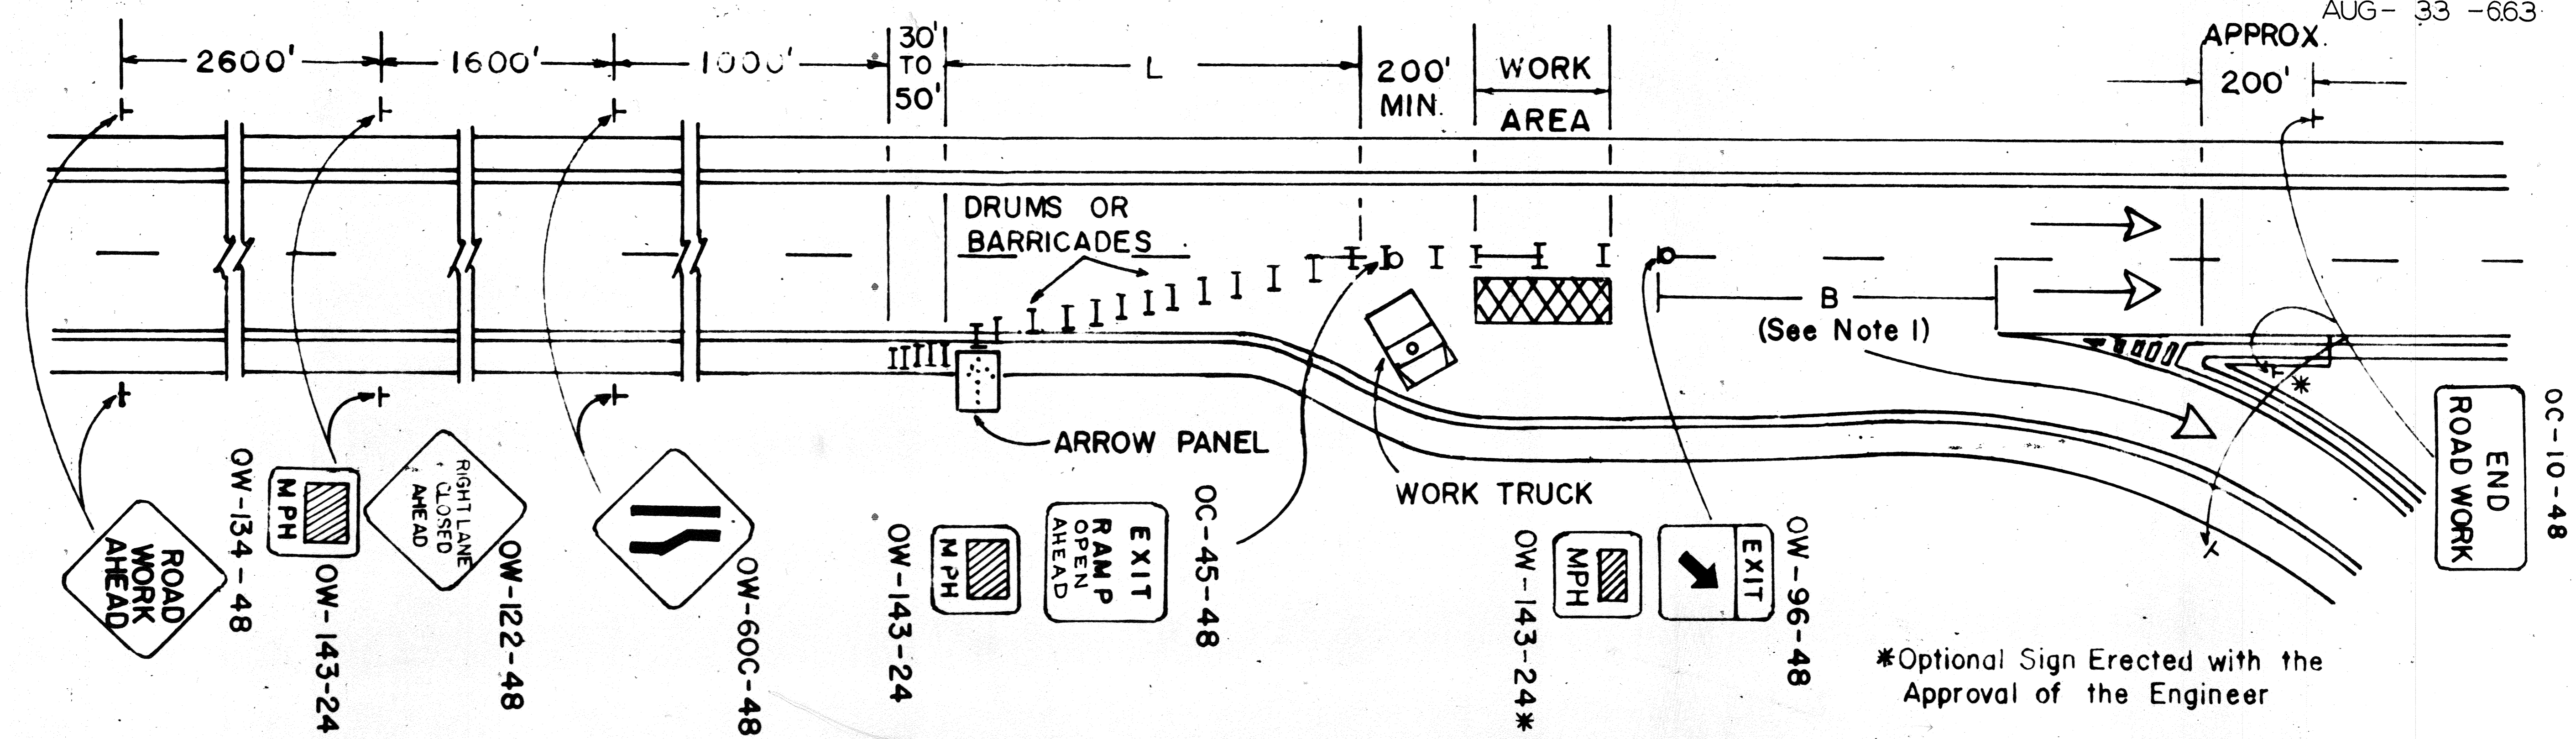 AUG- 33 -663
2600'
1600'
1000'
30'
TO
50'
L
200'
MIN.
WORK
AREA
APPROX.
200'
DRUMS OR
BARRICADES
B
(See Note 1)
ARROW PANEL
WORK TRUCK
ROAD
WORK
AHEAD
OW-134-48
MPH
OW-143-24
RIGHT LANE
CLOSED
AHEAD
OW-122-48
OW-60C-48
MPH
OW-143-24
EXIT
RAMP
OPEN
AHEAD
OC-45-48
MPH
OW-143-24*
EXIT
OW-96-48
END
ROAD WORK
OC-10-48
*
*Optional Sign Erected with the
Approval of the Engineer